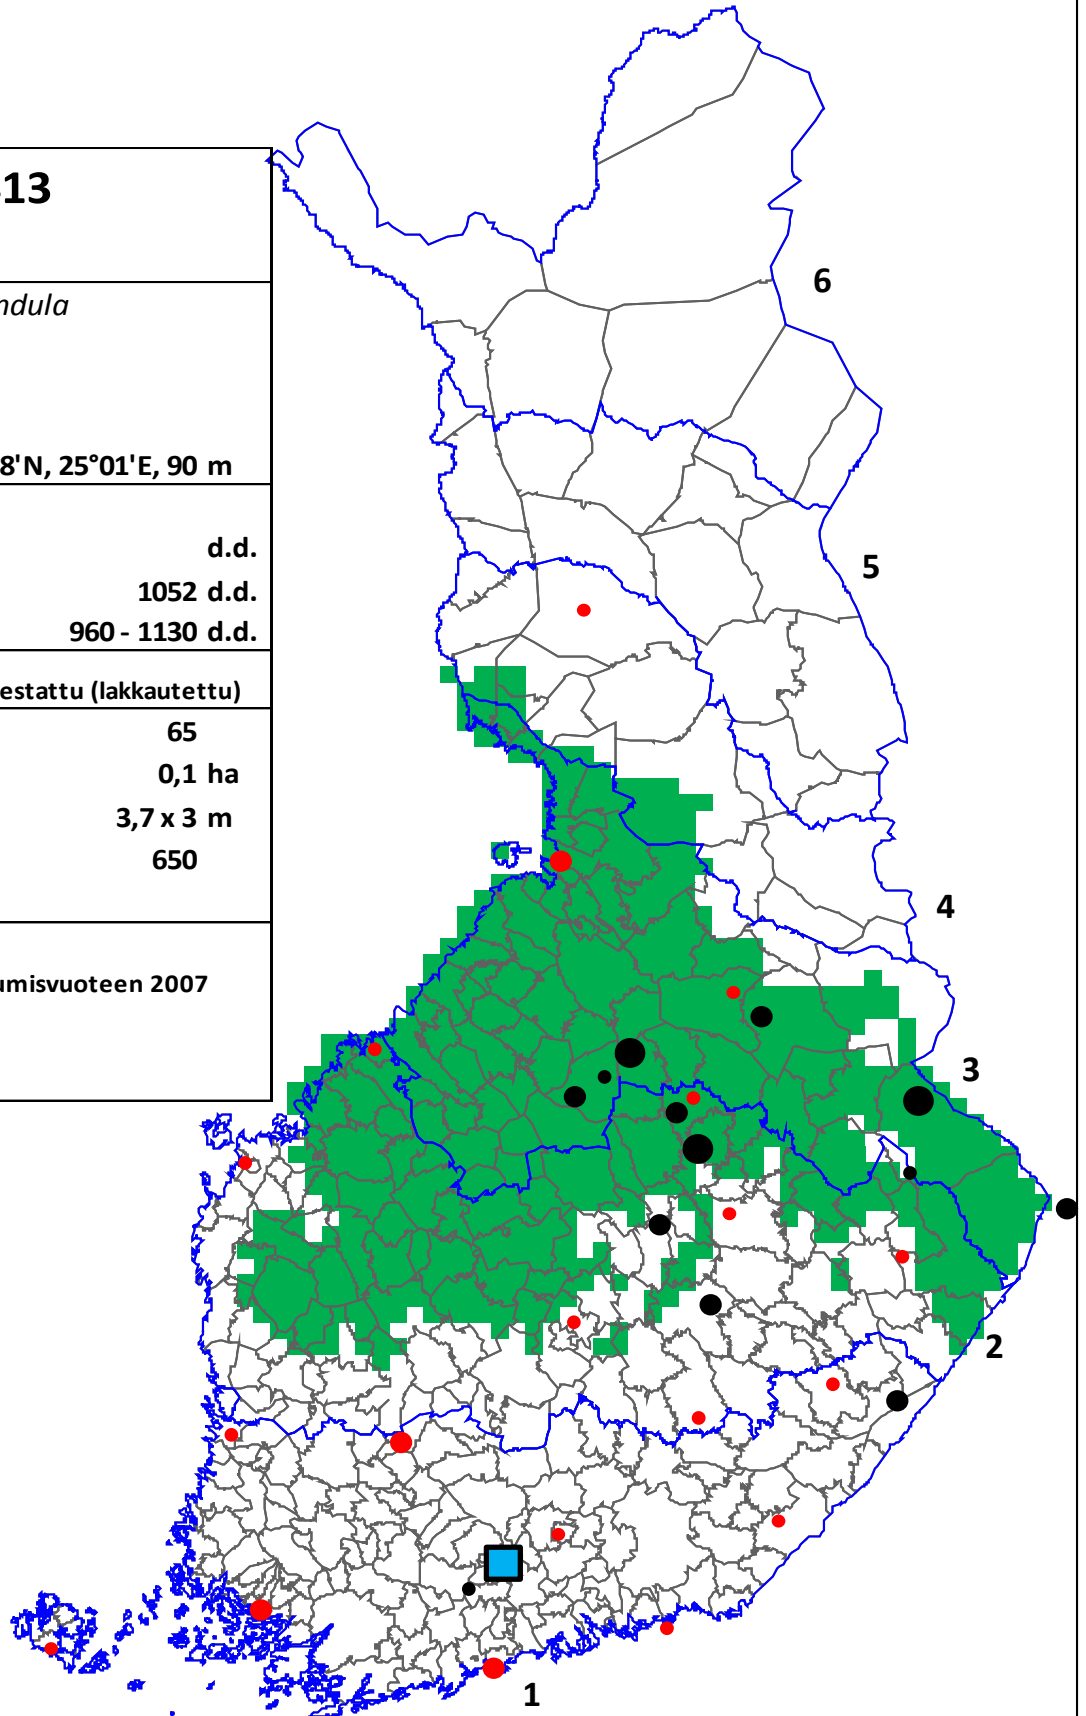 13
ndula
8'N, 25°01'E, 90 m
d.d.
1052 d.d.
960 - 1130 d.d.
estattu (lakkautettu)
65
0,1 ha
3,7 x 3 m
650
umisvuoteen 2007
6
5
4
3
2
1